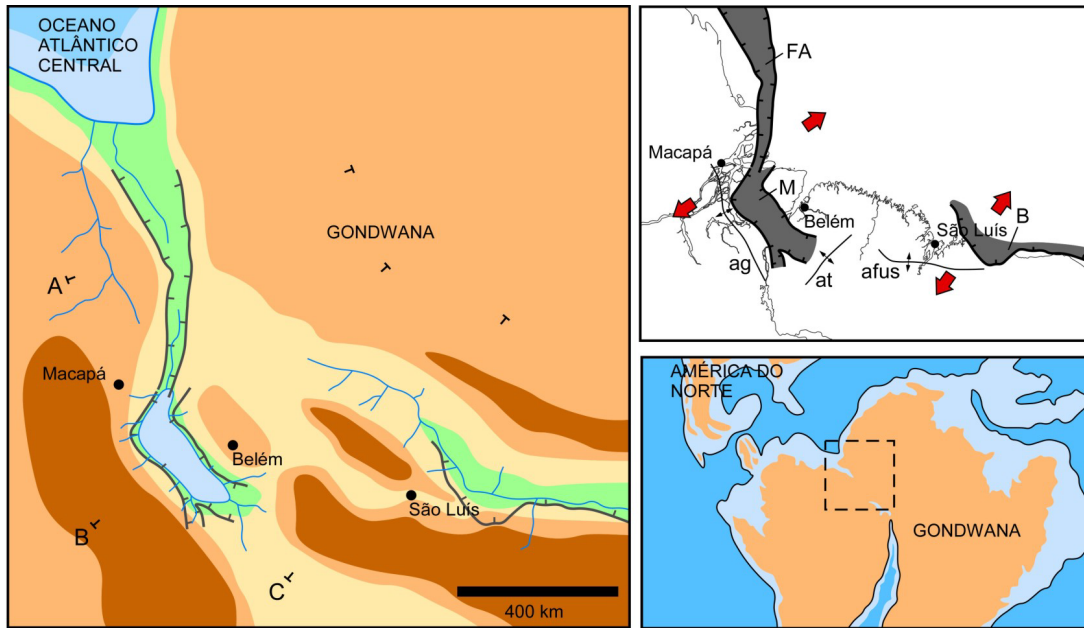 OCEANO
ATLÂNTICO
CENTRAL
GONDWANA
A
Macapá
Belém
São Luís
B
C
400 km
FA
Macapá
M
Belém
São Luís
B
ag
at
afus
AMÉRICA DO
NORTE
GONDWANA